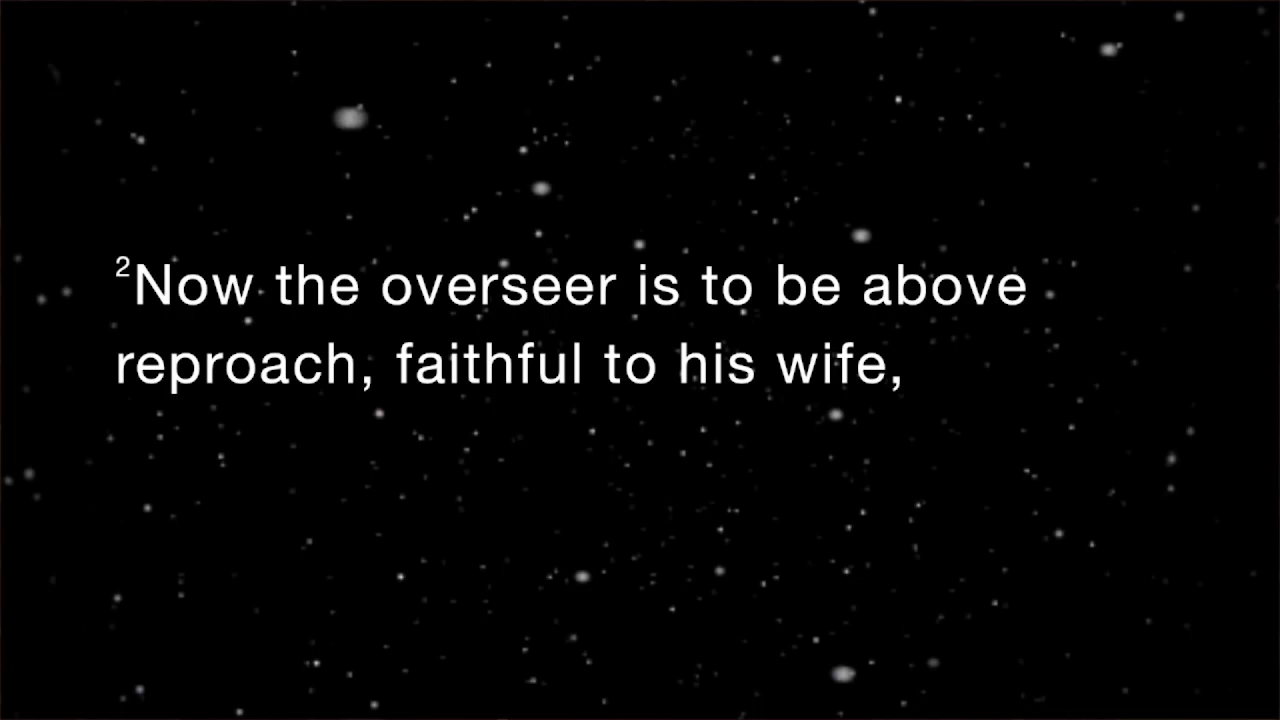 ²Now the overseer is to be above
reproach, faithful to his wife,